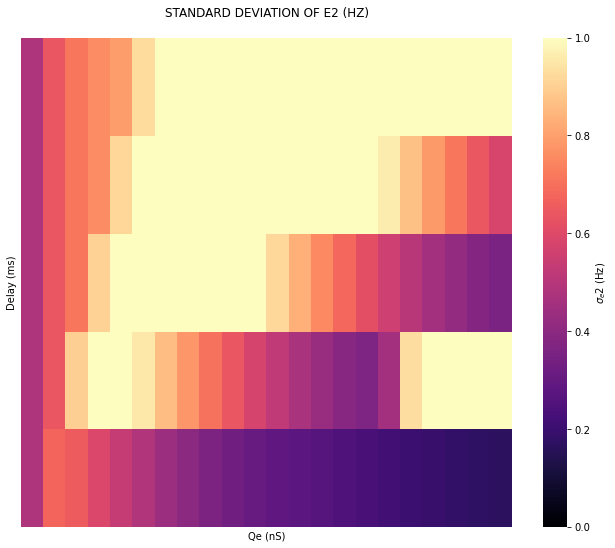 STANDARD DEVIATION OF E2 (HZ)
Delay (ms)
Qe (nS)
1.0
0.8
0.6
0.4
0.2
0.0
σₑ2 (Hz)